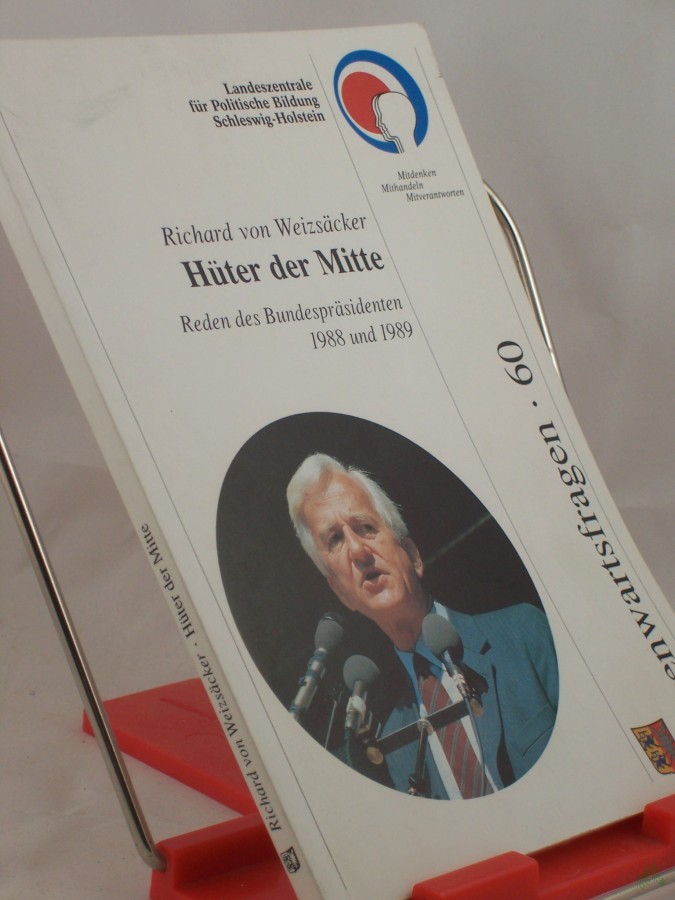 Landeszentrale
für Politische Bildung
Schleswig-Holstein
Mitdenken
Mithandeln
Mitverantworten
Richard von Weizsäcker
Hüter der Mitte
Reden des Bundespräsidenten
1988 und 1989
enwartsfragen · 60
Richard von Weizsäcker · Hüter der Mitte